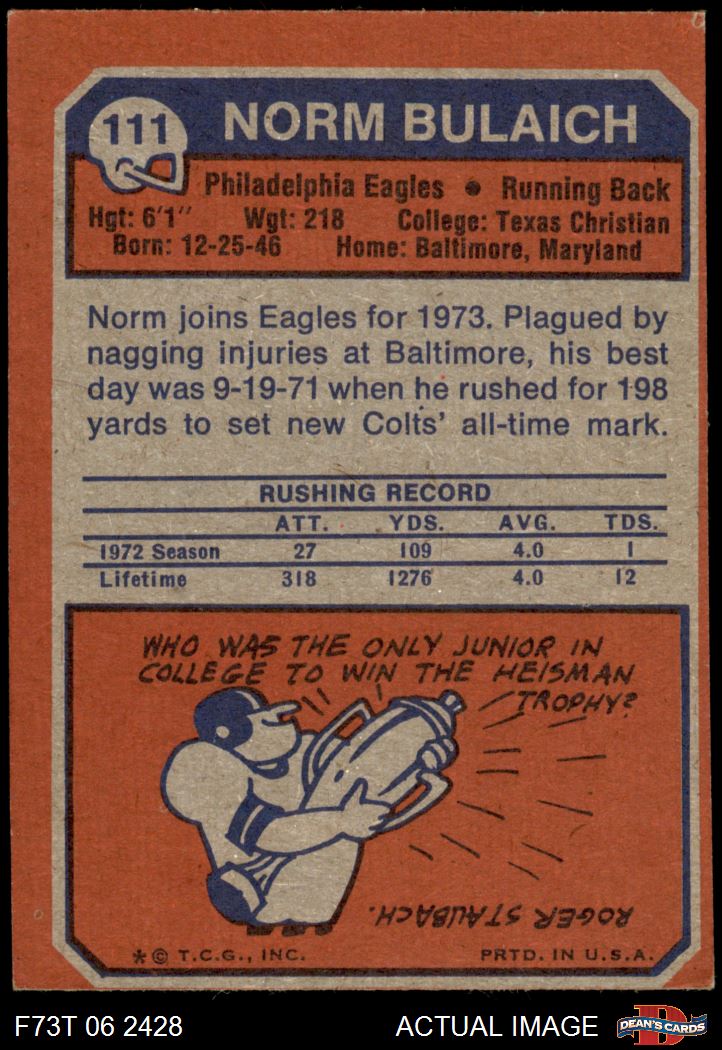 111
NORM BULAICH
Philadelphia Eagles • Running Back
Hgt: 6'1" Wgt: 218 College: Texas Christian
Born: 12-25-46 Home: Baltimore, Maryland
Norm joins Eagles for 1973. Plagued by
nagging injuries at Baltimore, his best
day was 9-19-71 when he rushed for 198
yards to set new Colts' all-time mark.
RUSHING RECORD
ATT. YDS. AVG. TDS.
1972 Season 27 109 4.0 1
Lifetime 318 1276 4.0 12
WHO WAS THE ONLY JUNIOR IN
COLLEGE TO WIN THE HEISMAN
TROPHY?
ROGER STAUBACH.
* © T.C.G., INC. PRTD. IN U.S.A.
F73T 06 2428 ACTUAL IMAGE
D
DEAN'S CARDS